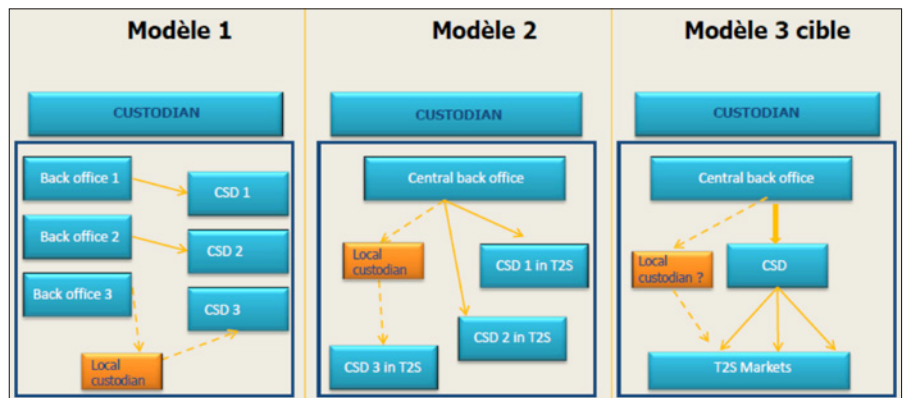 Modèle 1
CUSTODIAN
Back office 1
CSD 1
Back office 2
CSD 2
Back office 3
CSD 3
Local
custodian
Modèle 2
CUSTODIAN
Central back office
Local
custodian
CSD 1 in T2S
CSD 2 in T2S
CSD 3 in T2S
Modèle 3 cible
CUSTODIAN
Central back office
Local
custodian ?
CSD
T2S Markets